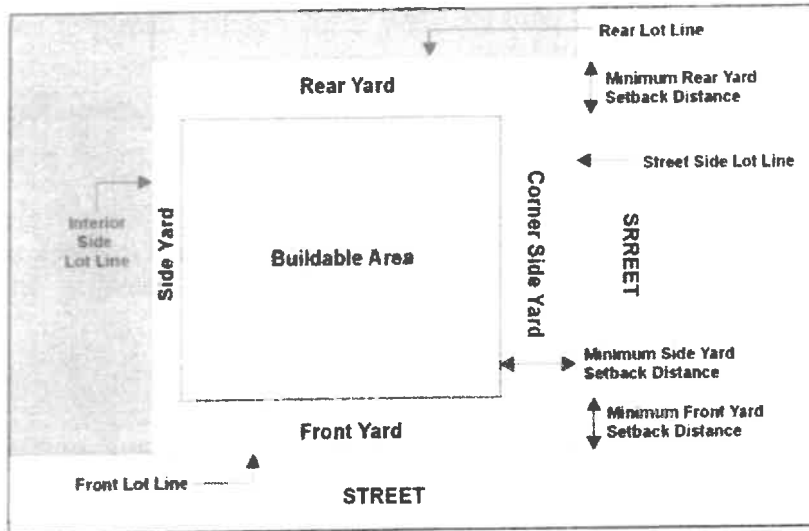 Rear Lot Line
Rear Yard
Minimum Rear Yard
Setback Distance
Street Side Lot Line
Interior
Side
Lot Line
Side Yard
Buildable Area
Corner Side Yard
SRREET
Minimum Side Yard
Setback Distance
Minimum Front Yard
Setback Distance
Front Yard
Front Lot Line
STREET